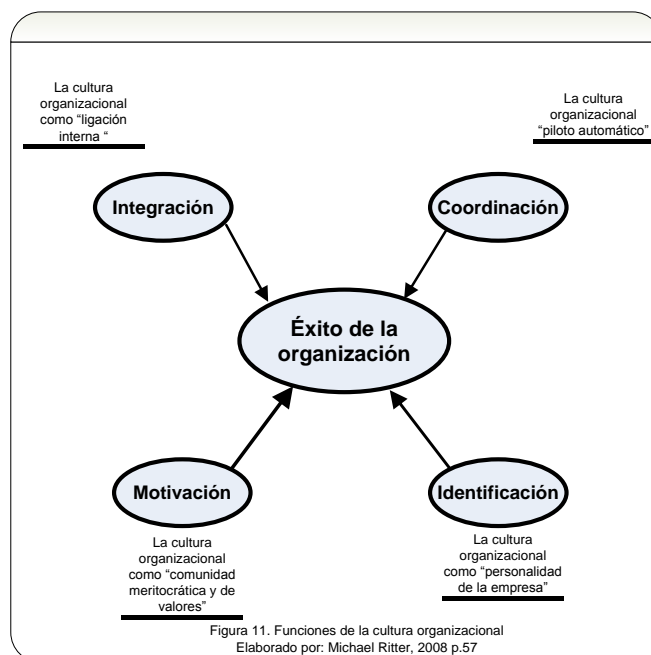 La cultura
organizacional
como “ligación
interna “
La cultura
organizacional
“piloto automático”
Integración
Coordinación
Éxito de la
organización
Motivación
Identificación
La cultura
organizacional
como “comunidad
meritocrática y de
valores”
La cultura
organizacional
como “personalidad
de la empresa”
Figura 11. Funciones de la cultura organizacional
Elaborado por: Michael Ritter, 2008 p.57